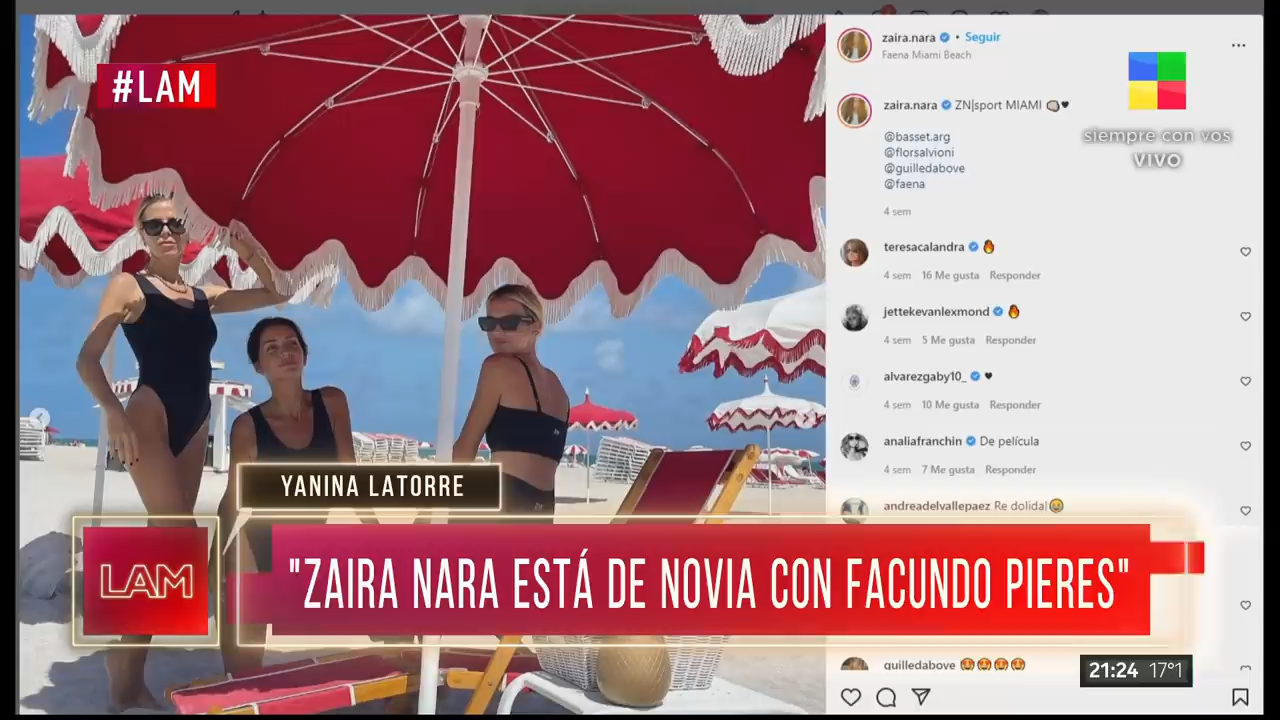 #LAM
zaira.nara • Seguir
Faena Miami Beach
zaira.nara ZN|sport MIAMI
@basset.arg
@florsalvioni
@guilledabove
@faena
4 sem
siempre con vos
VIVO
teresacalandra
4 sem 16 Me gusta Responder
jettekevanlexmond
4 sem 5 Me gusta Responder
alvarezgaby10_
4 sem 10 Me gusta Responder
analiafranchin De película
4 sem 7 Me gusta Responder
andreadelvallepaez Re dolida!
YANINA LATORRE
LAM
"ZAIRA NARA ESTÁ DE NOVIA CON FACUNDO PIERES"
guilledabove
21:24 17°1